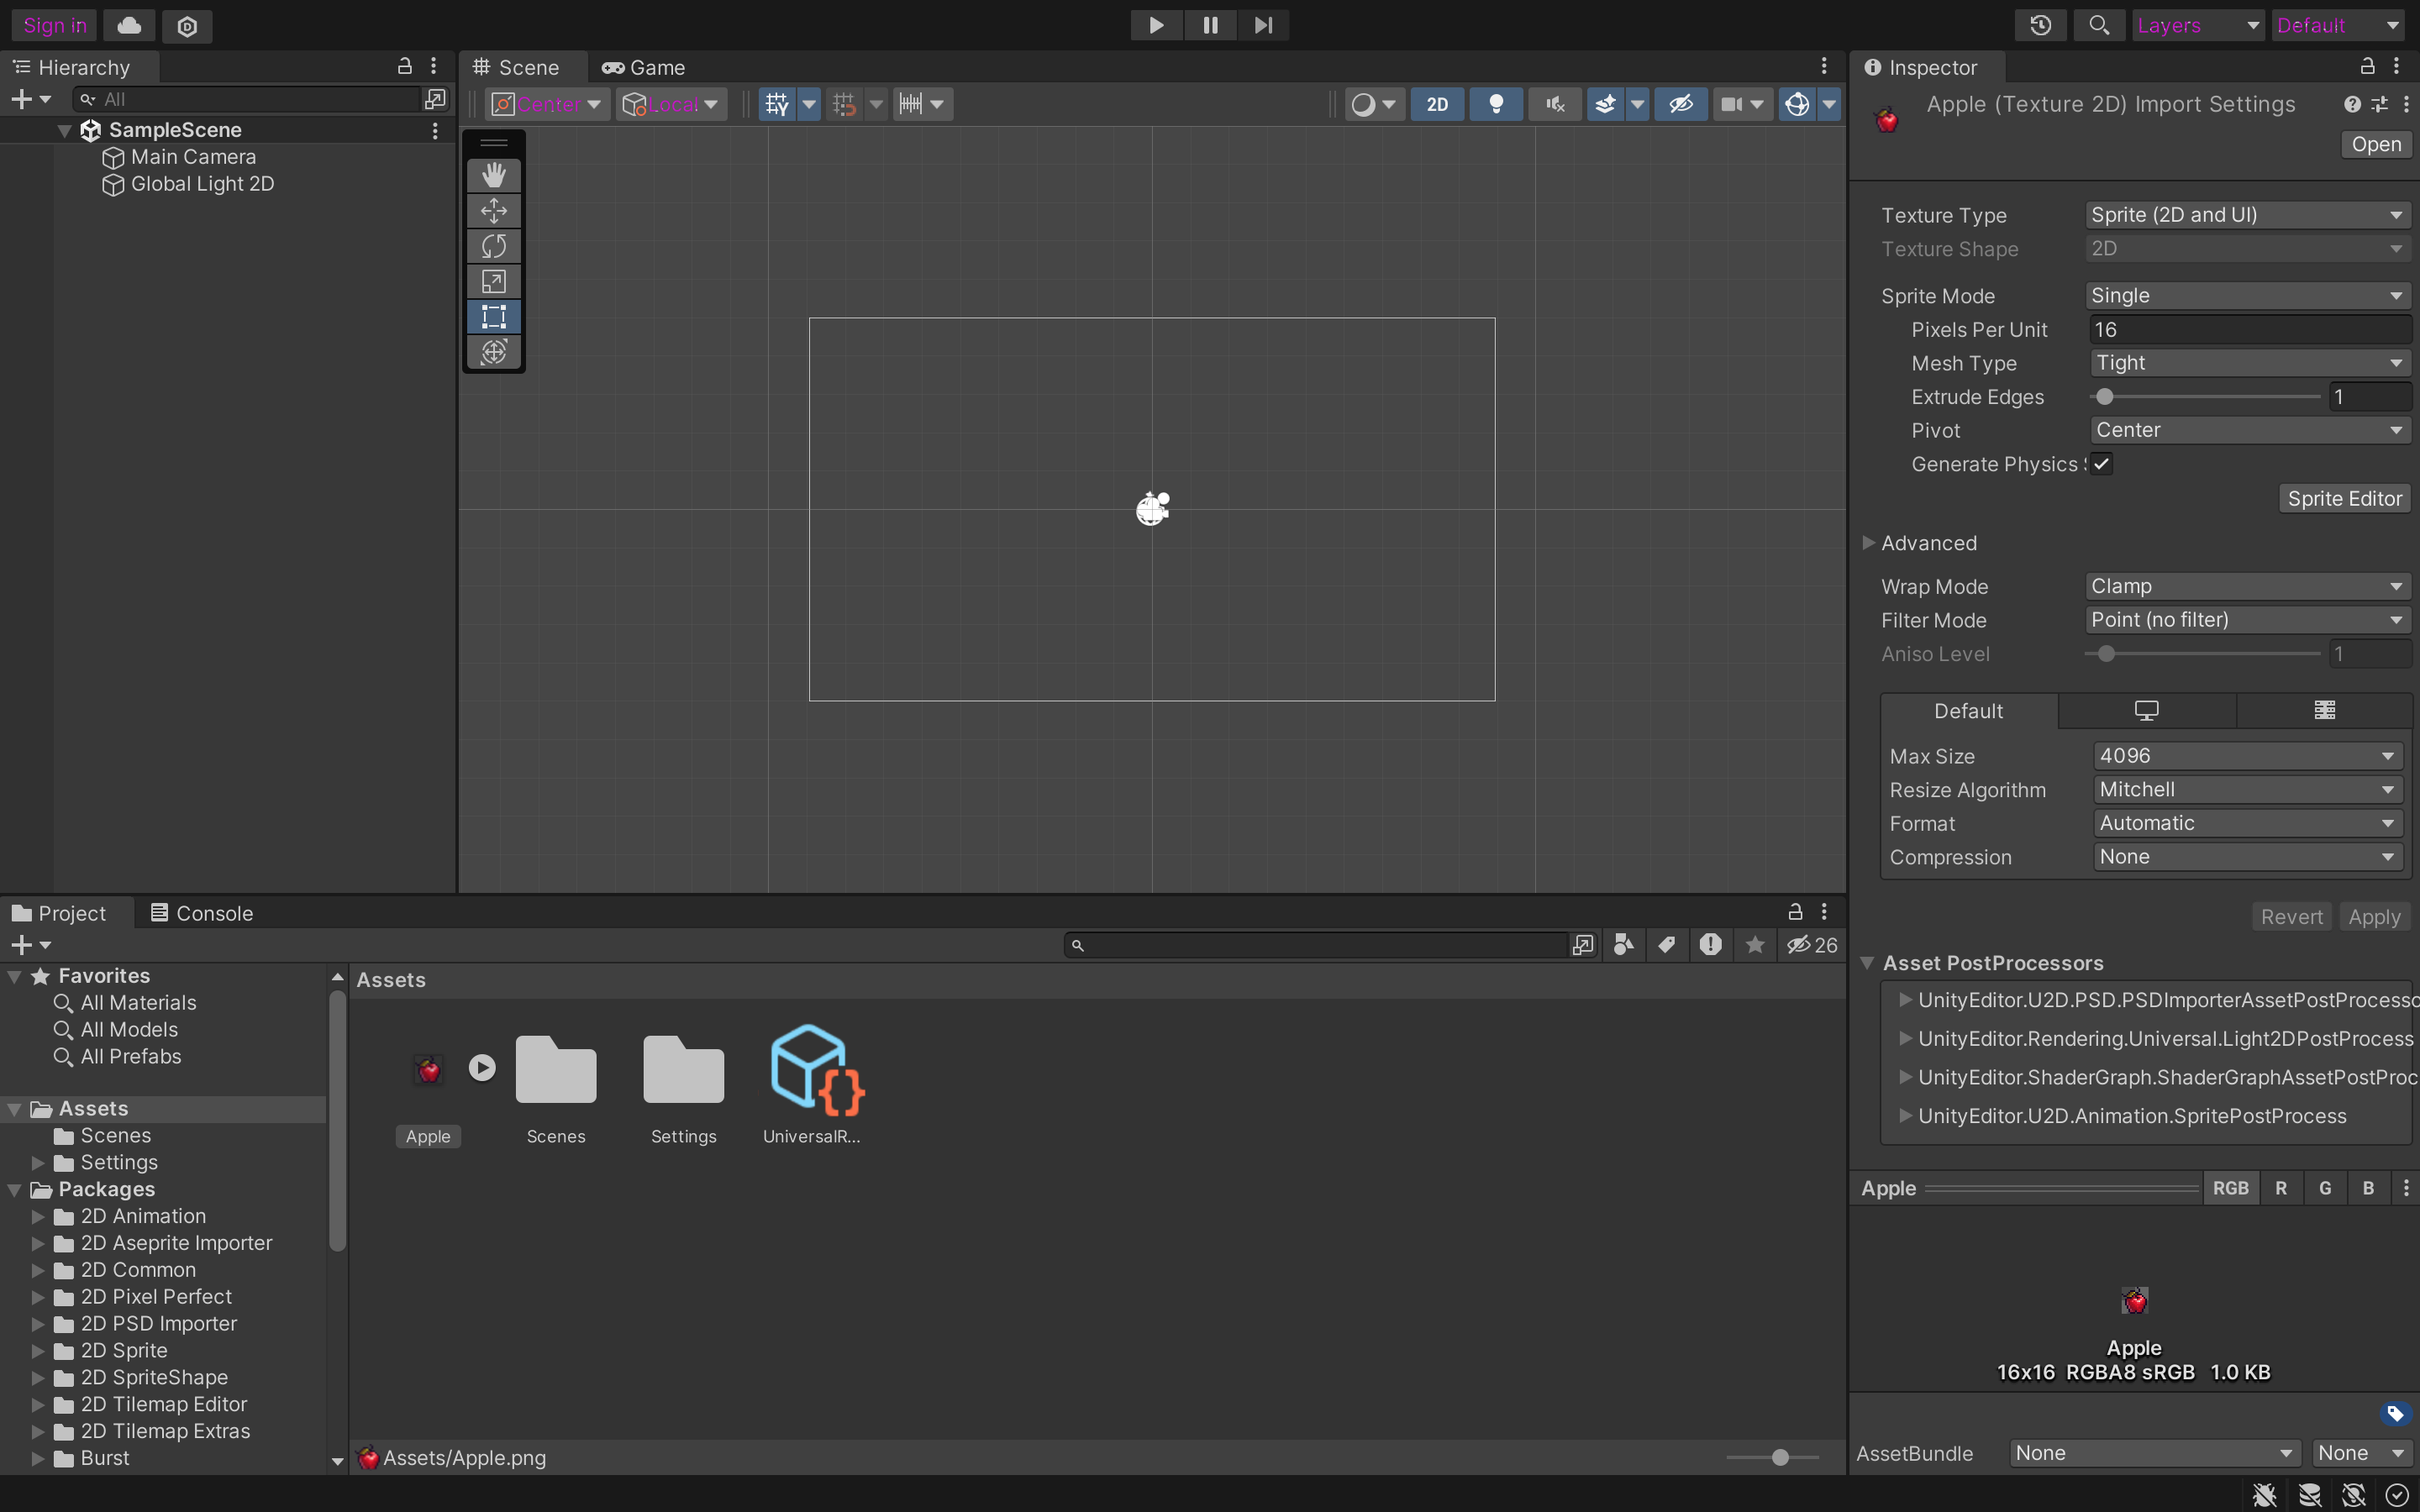 Sign in
Layers
Default
Hierarchy
All
SampleScene
Main Camera
Global Light 2D
Scene
Game
Center
Local
2D
Inspector
Apple (Texture 2D) Import Settings
Open
Texture Type
Sprite (2D and UI)
Texture Shape
2D
Sprite Mode
Single
Pixels Per Unit
16
Mesh Type
Tight
Extrude Edges
1
Pivot
Center
Generate Physics
Sprite Editor
Advanced
Wrap Mode
Clamp
Filter Mode
Point (no filter)
Aniso Level
1
Default
Max Size
4096
Resize Algorithm
Mitchell
Format
Automatic
Compression
None
Revert
Apply
Asset PostProcessors
UnityEditor.U2D.PSD.PSDImporterAssetPostProcesso
UnityEditor.Rendering.Universal.Light2DPostProcess
UnityEditor.ShaderGraph.ShaderGraphAssetPostProc
UnityEditor.U2D.Animation.SpritePostProcess
Apple
RGB
R
G
B
Apple
16x16 RGBA8 sRGB 1.0 KB
AssetBundle
None
None
Project
Console
26
Favorites
All Materials
All Models
All Prefabs
Assets
Scenes
Settings
Packages
2D Animation
2D Aseprite Importer
2D Common
2D Pixel Perfect
2D PSD Importer
2D Sprite
2D SpriteShape
2D Tilemap Editor
2D Tilemap Extras
Burst
Assets
Apple
Scenes
Settings
UniversalR...
Assets/Apple.png